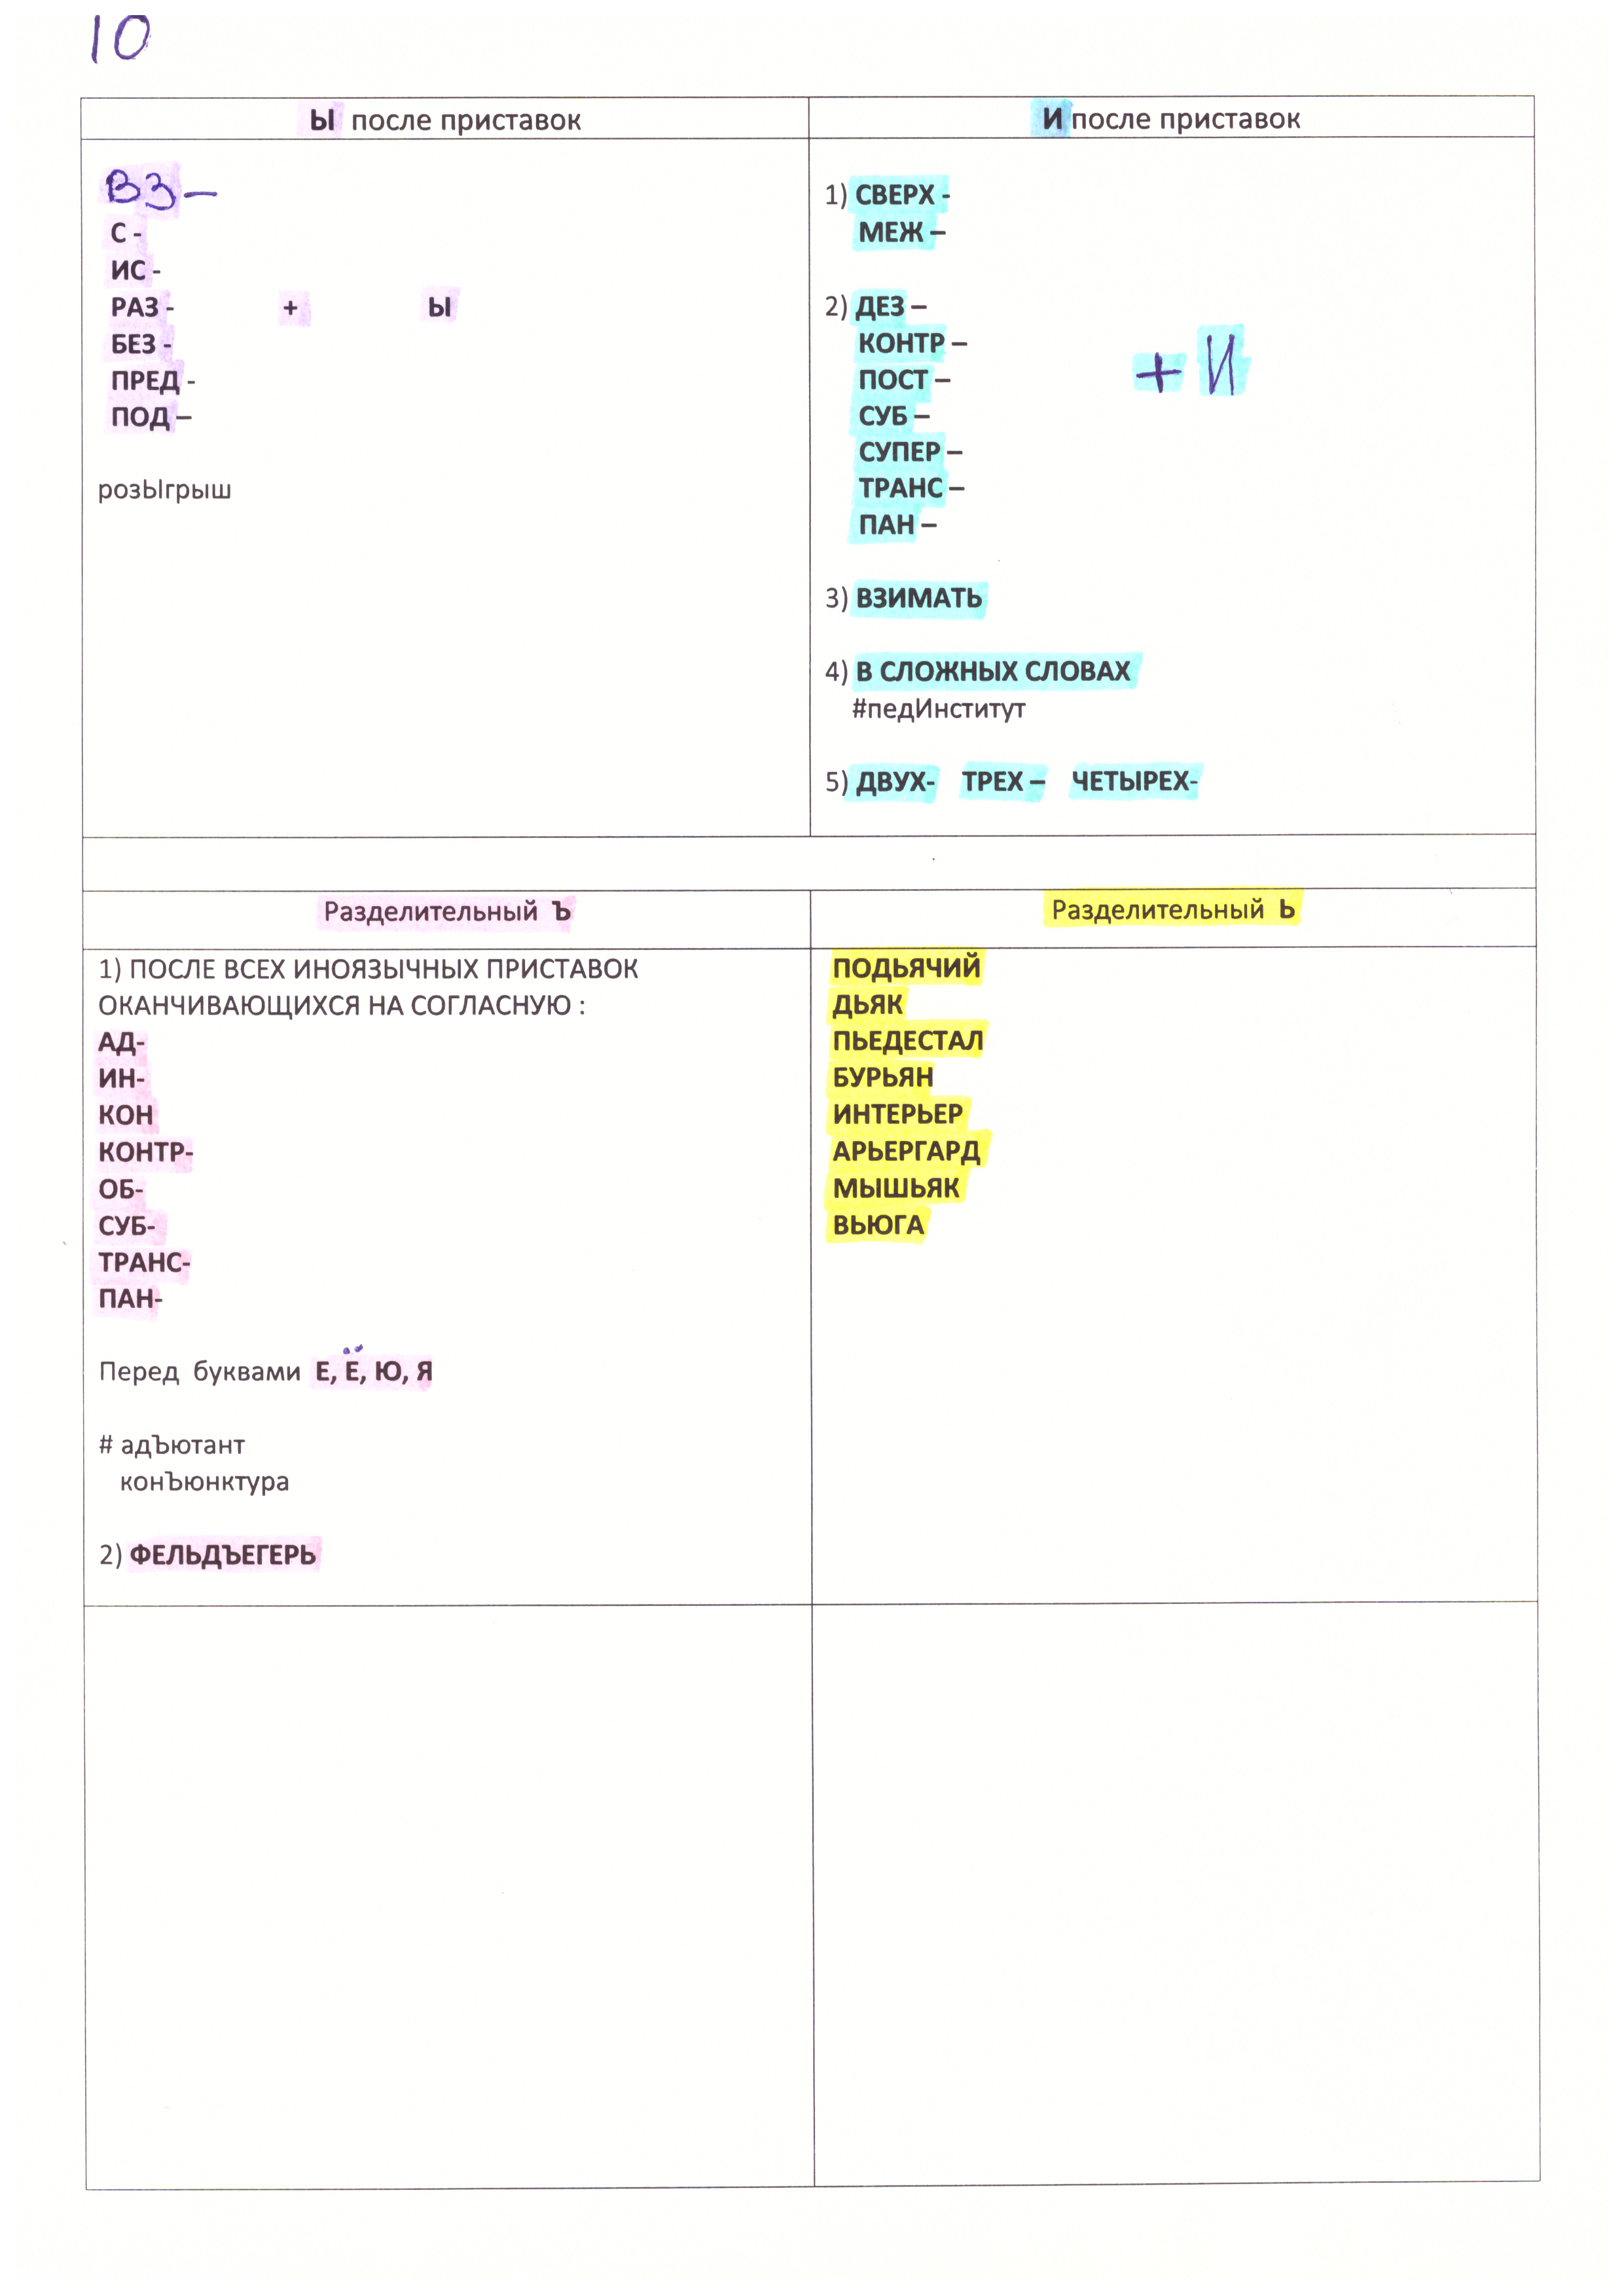 10
Ы после приставок
ВЗ –
С -
ИС -
РАЗ - + Ы
БЕЗ -
ПРЕД -
ПОД –
розЫгрыш
И после приставок
1) СВЕРХ -
МЕЖ –
2) ДЕЗ –
КОНТР –
ПОСТ – + И
СУБ –
СУПЕР –
ТРАНС –
ПАН –
3) ВЗИМАТЬ
4) В СЛОЖНЫХ СЛОВАХ
#педИнститут
5) ДВУХ- ТРЕХ – ЧЕТЫРЕХ-
Разделительный Ъ
1) ПОСЛЕ ВСЕХ ИНОЯЗЫЧНЫХ ПРИСТАВОК
ОКАНЧИВАЮЩИХСЯ НА СОГЛАСНУЮ :
АД-
ИН-
КОН
КОНТР-
ОБ-
СУБ-
ТРАНС-
ПАН-
Перед буквами Е, Ё, Ю, Я
# адЪютант
конЪюнктура
2) ФЕЛЬДЪЕГЕРЬ
Разделительный Ь
ПОДЬЯЧИЙ
ДЬЯК
ПЬЕДЕСТАЛ
БУРЬЯН
ИНТЕРЬЕР
АРЬЕРГАРД
МЫШЬЯК
ВЬЮГА